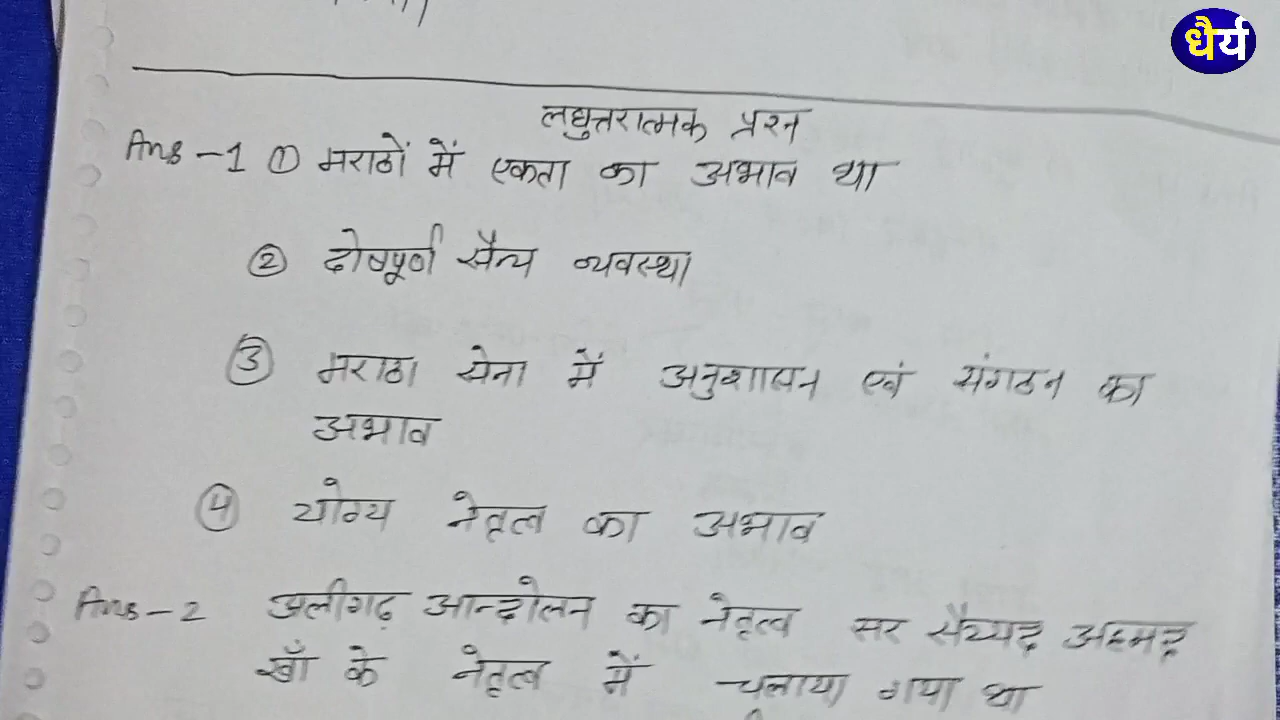 धैर्य
लघुत्तरात्मक प्रश्न
Ans - 1 ① मराठों में एकता का अभाव था
② दोषपूर्ण सैन्य व्यवस्था
③ मराठा सेना में अनुशासन एवं संगठन का
अभाव
④ योग्य नेतृत्व का अभाव
Ans - 2 अलीगढ़ आन्दोलन का नेतृत्व सर सैय्यद अहमद
खाँ के नेतृत्व में चलाया गया था